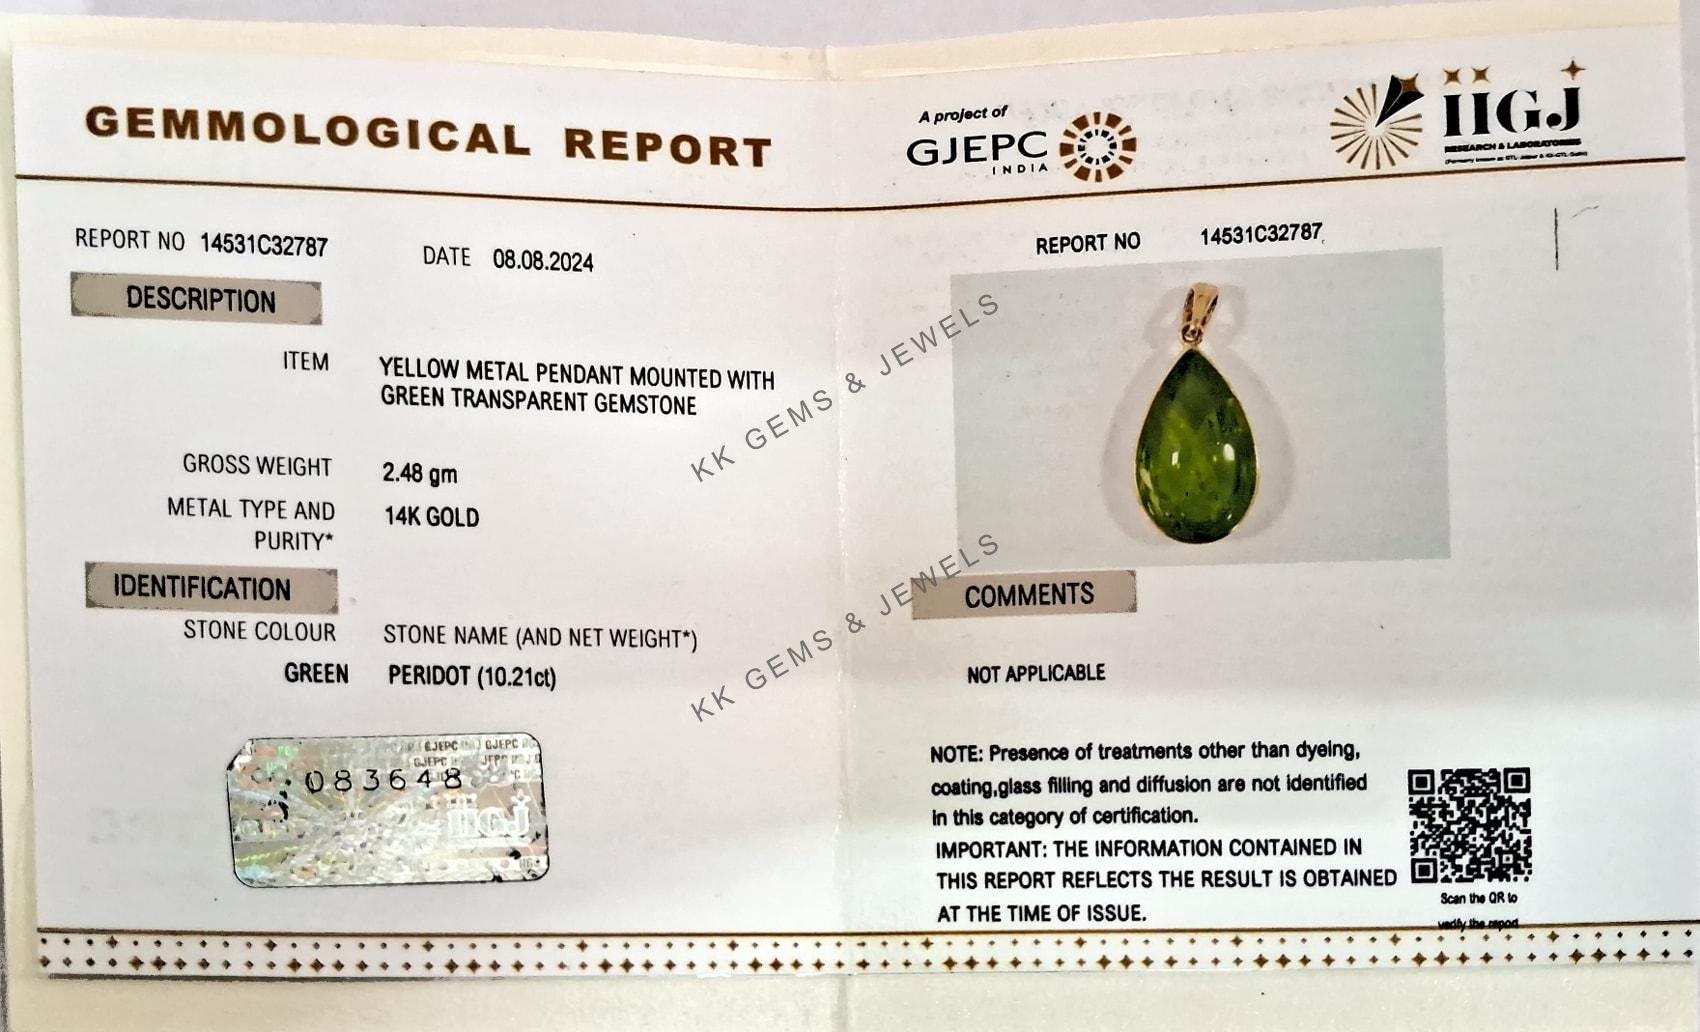 GEMMOLOGICAL REPORT
A project of
GJEPC
INDIA
IIGJ
RESEARCH & LABORATORIES
REPORT NO 14531C32787
DATE 08.08.2024
DESCRIPTION
ITEM YELLOW METAL PENDANT MOUNTED WITH
GREEN TRANSPARENT GEMSTONE
GROSS WEIGHT 2.48 gm
METAL TYPE AND 14K GOLD
PURITY*
IDENTIFICATION
STONE COLOUR STONE NAME (AND NET WEIGHT*)
GREEN PERIDOT (10.21ct)
GJEPC GJEPC
GJEPC
083648
iiGJ
REPORT NO 14531C32787
KK GEMS & JEWELS
KK GEMS & JEWELS
COMMENTS
NOT APPLICABLE
NOTE: Presence of treatments other than dyeing,
coating,glass filling and diffusion are not identified
in this category of certification.
IMPORTANT: THE INFORMATION CONTAINED IN
THIS REPORT REFLECTS THE RESULT IS OBTAINED
AT THE TIME OF ISSUE.
Scan the QR to
verify the report